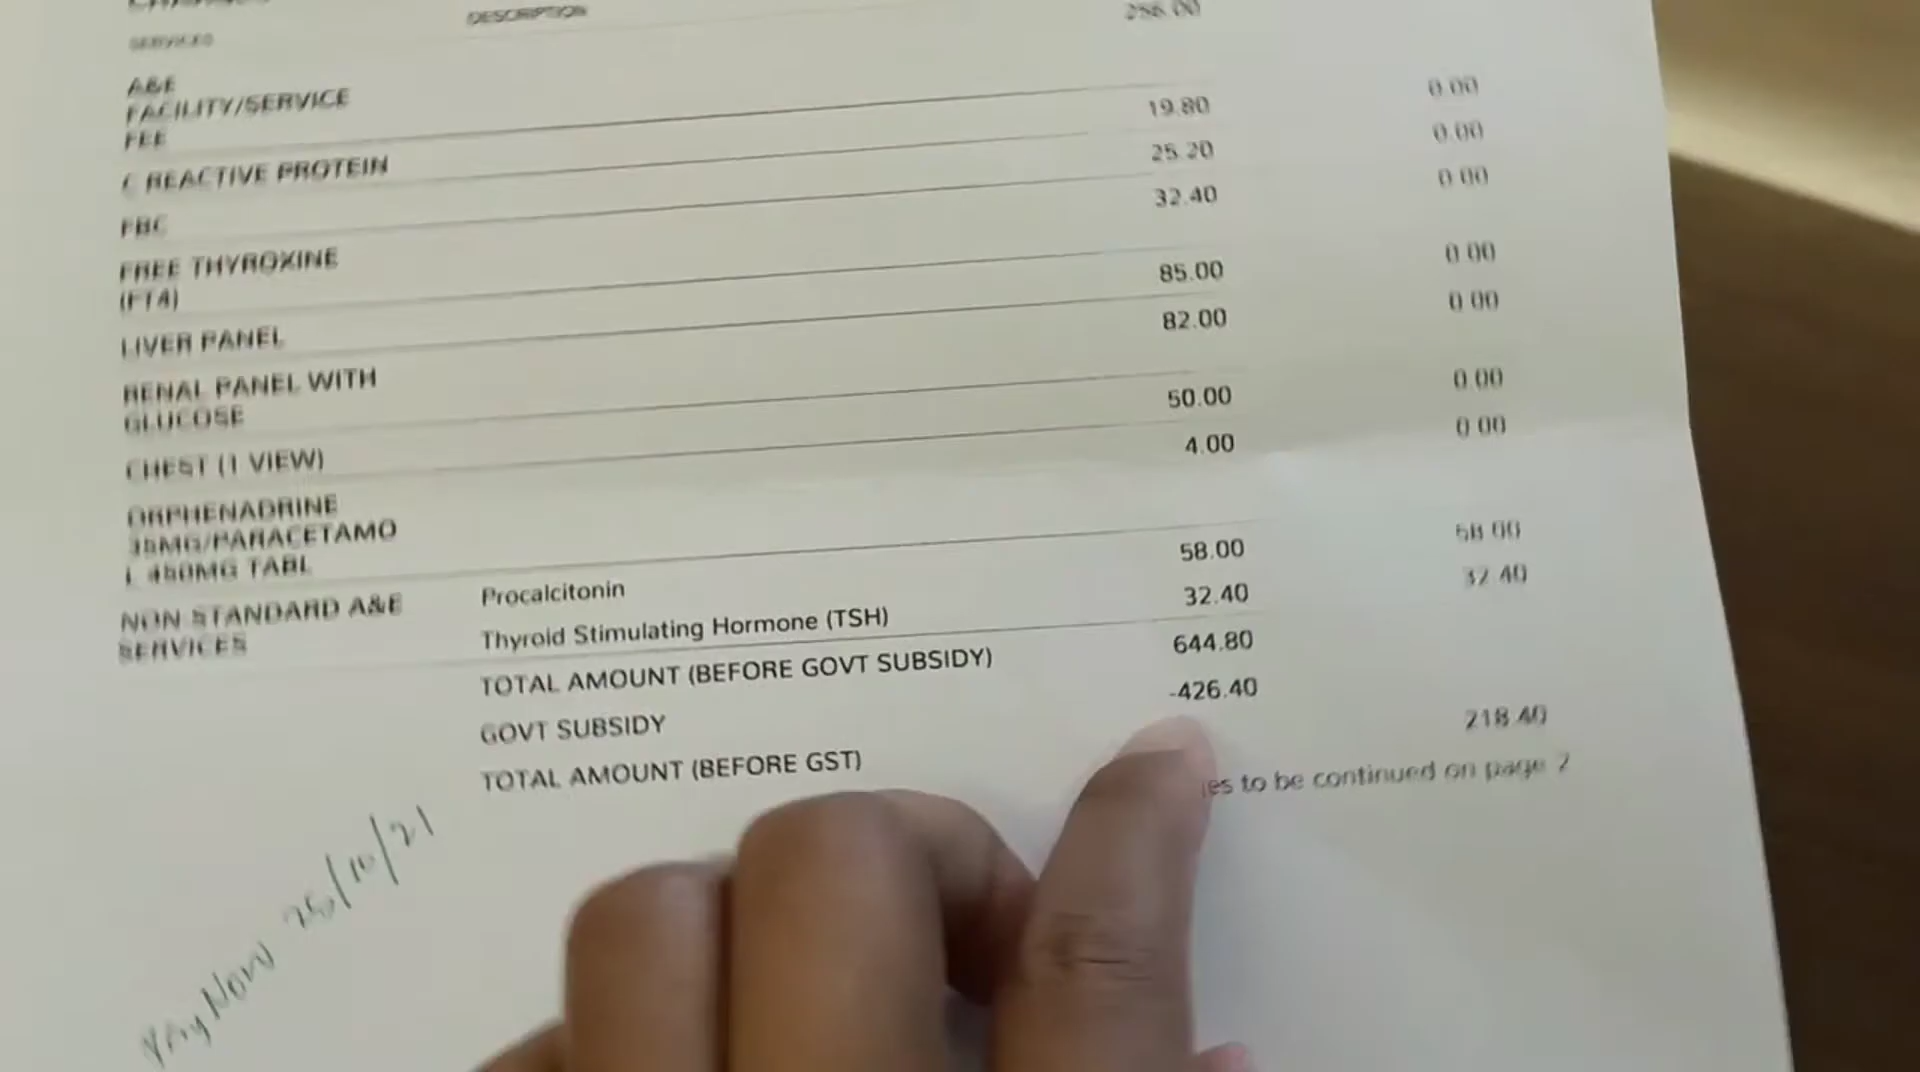 DESCRIPTION
SERVICES
256.00
A&E
FACILITY/SERVICE
FEE
C REACTIVE PROTEIN 19.80 0.00
FBC 25.20 0.00
FREE THYROXINE 32.40 0.00
(FT4)
LIVER PANEL 85.00 0.00
RENAL PANEL WITH 82.00 0.00
GLUCOSE
CHEST (1 VIEW) 50.00 0.00
ORPHENADRINE 4.00 0.00
35MG/PARACETAMO
L 450MG TABL
NON STANDARD A&E Procalcitonin 58.00 58.00
SERVICES Thyroid Stimulating Hormone (TSH) 32.40 32.40
TOTAL AMOUNT (BEFORE GOVT SUBSIDY) 644.80
GOVT SUBSIDY -426.40
TOTAL AMOUNT (BEFORE GST) 218.40
to be continued on page 2
PayNow 25/10/21